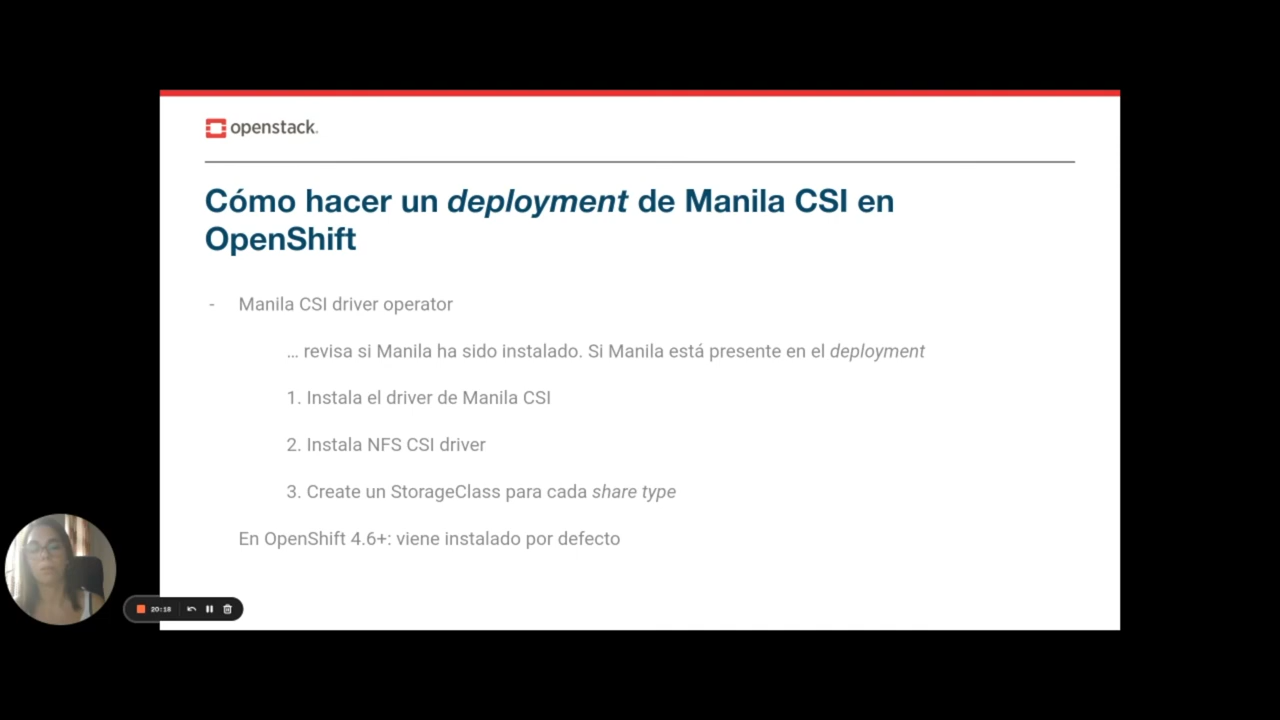 openstack.
Cómo hacer un deployment de Manila CSI en
OpenShift
- Manila CSI driver operator
... revisa si Manila ha sido instalado. Si Manila está presente en el deployment
1. Instala el driver de Manila CSI
2. Instala NFS CSI driver
3. Create un StorageClass para cada share type
En OpenShift 4.6+: viene instalado por defecto
20:18